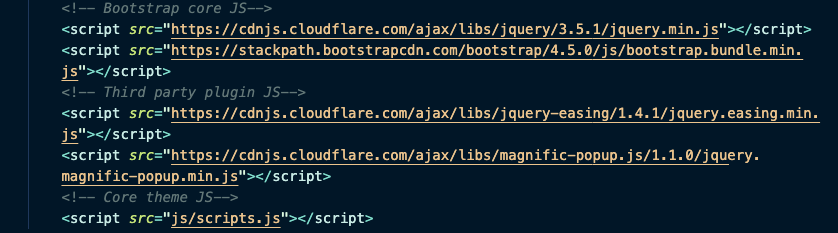 <!-- Bootstrap core JS-->
<script src="https://cdnjs.cloudflare.com/ajax/libs/jquery/3.5.1/jquery.min.js"></script>
<script src="https://stackpath.bootstrapcdn.com/bootstrap/4.5.0/js/bootstrap.bundle.min.
js"></script>
<!-- Third party plugin JS-->
<script src="https://cdnjs.cloudflare.com/ajax/libs/jquery-easing/1.4.1/jquery.easing.min.
js"></script>
<script src="https://cdnjs.cloudflare.com/ajax/libs/magnific-popup.js/1.1.0/jquery.
magnific-popup.min.js"></script>
<!-- Core theme JS-->
<script src="js/scripts.js"></script>